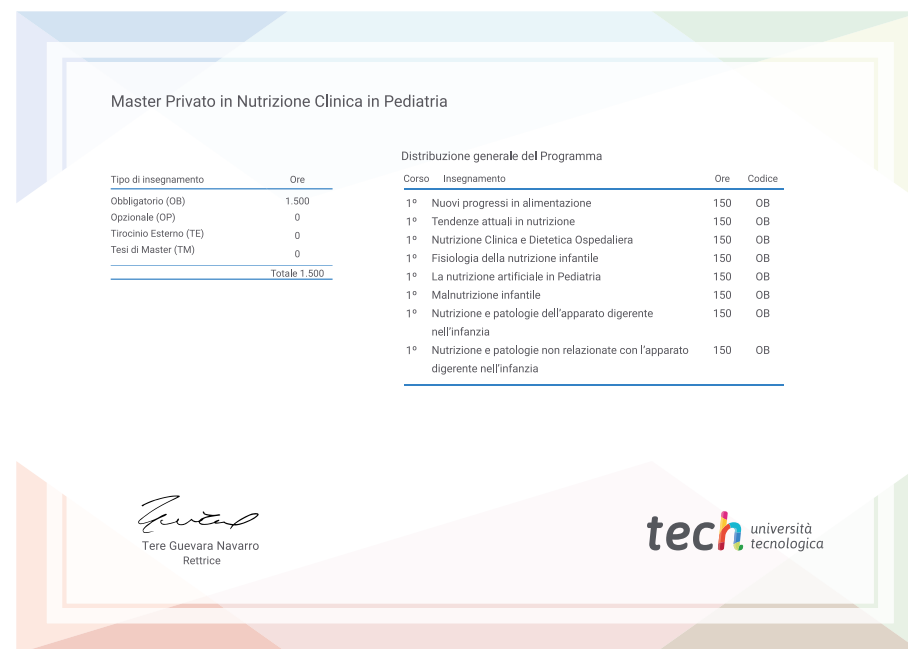 Master Privato in Nutrizione Clinica in Pediatria
Tipo di insegnamento Ore
Obbligatorio (OB) 1.500
Opzionale (OP) 0
Tirocinio Esterno (TE) 0
Tesi di Master (TM) 0
Totale 1.500
Distribuzione generale del Programma
Corso Insegnamento Ore Codice
1º Nuovi progressi in alimentazione 150 OB
1º Tendenze attuali in nutrizione 150 OB
1º Nutrizione Clinica e Dietetica Ospedaliera 150 OB
1º Fisiologia della nutrizione infantile 150 OB
1º La nutrizione artificiale in Pediatria 150 OB
1º Malnutrizione infantile 150 OB
1º Nutrizione e patologie dell'apparato digerente 150 OB
nell'infanzia
1º Nutrizione e patologie non relazionate con l'apparato 150 OB
digerente nell'infanzia
Tere Guevara Navarro
Rettrice
tech università
tecnologica